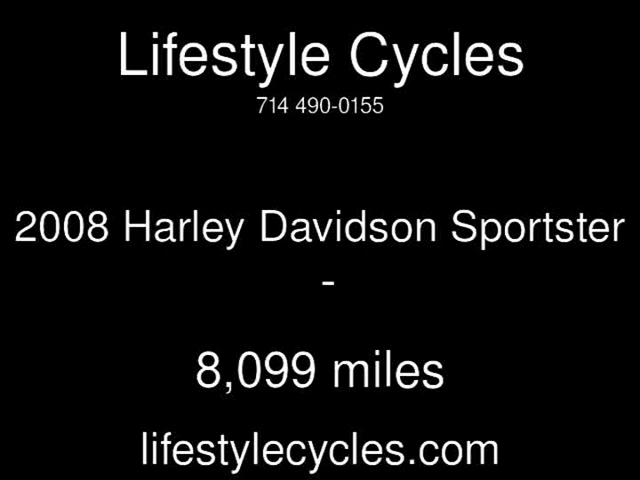 Lifestyle Cycles
714 490-0155
2008 Harley Davidson Sportster
-
8,099 miles
lifestylecycles.com